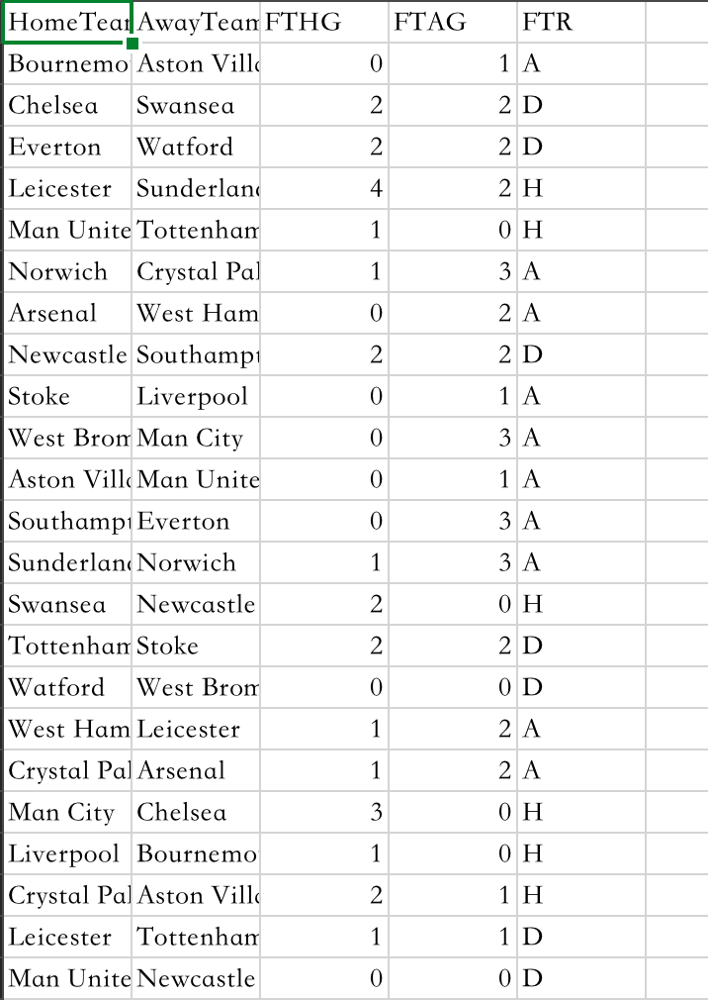 HomeTear AwayTeam FTHG FTAG FTR
Bournemo Aston Villa 0 1 A
Chelsea Swansea 2 2 D
Everton Watford 2 2 D
Leicester Sunderland 4 2 H
Man Unite Tottenham 1 0 H
Norwich Crystal Pal 1 3 A
Arsenal West Ham 0 2 A
Newcastle Southampt 2 2 D
Stoke Liverpool 0 1 A
West Brom Man City 0 3 A
Aston Villa Man Unite 0 1 A
Southampt Everton 0 3 A
Sunderland Norwich 1 3 A
Swansea Newcastle 2 0 H
Tottenham Stoke 2 2 D
Watford West Brom 0 0 D
West Ham Leicester 1 2 A
Crystal Pal Arsenal 1 2 A
Man City Chelsea 3 0 H
Liverpool Bournemo 1 0 H
Crystal Pal Aston Villa 2 1 H
Leicester Tottenham 1 1 D
Man Unite Newcastle 0 0 D